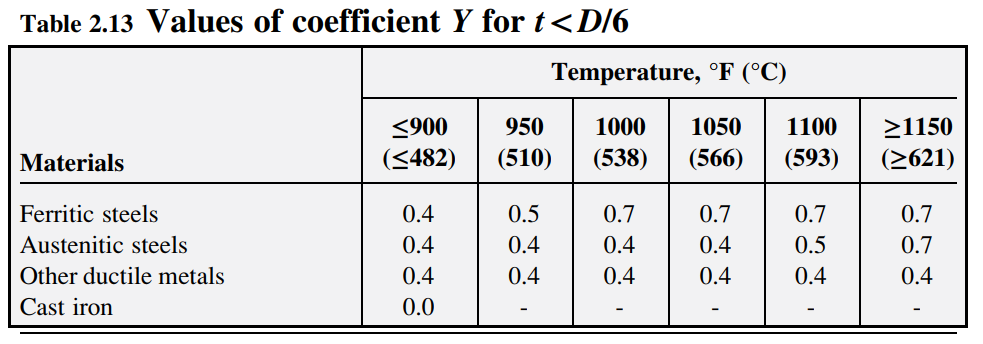 Table 2.13 Values of coefficient Y for t < D/6
Temperature, °F (°C)
Materials ≤900 (≤482) 950 (510) 1000 (538) 1050 (566) 1100 (593) ≥1150 (≥621)
Ferritic steels 0.4 0.5 0.7 0.7 0.7 0.7
Austenitic steels 0.4 0.4 0.4 0.4 0.5 0.7
Other ductile metals 0.4 0.4 0.4 0.4 0.4 0.4
Cast iron 0.0 - - - - -